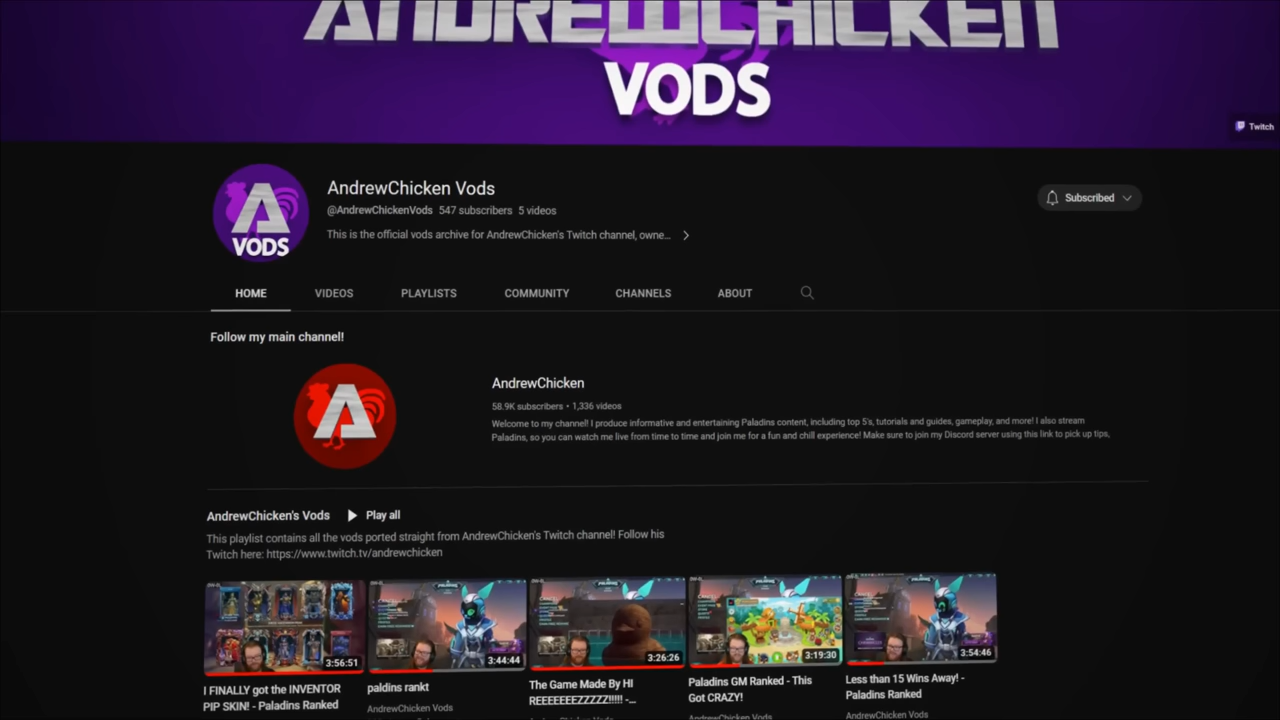 ANDREWCHICKEN
VODS
Twitch
A
VODS
AndrewChicken Vods
@AndrewChickenVods 547 subscribers 5 videos
This is the official vods archive for AndrewChicken's Twitch channel, owne...
Subscribed
HOME VIDEOS PLAYLISTS COMMUNITY CHANNELS ABOUT
Follow my main channel!
A
AndrewChicken
58.9K subscribers • 1,336 videos
Welcome to my channel! I produce informative and entertaining Paladins content, including top 5's, tutorials and guides, gameplay, and more! I also stream
Paladins, so you can watch me live from time to time and join me for a fun and chill experience! Make sure to join my Discord server using this link to pick up tips,
AndrewChicken's Vods Play all
This playlist contains all the vods ported straight from AndrewChicken's Twitch channel! Follow his
Twitch here: https://www.twitch.tv/andrewchicken
3:56:51 3:44:44 3:26:26 3:19:30 3:54:46
I FINALLY got the INVENTOR
PIP SKIN! - Paladins Ranked
paldins rankt
AndrewChicken Vods
The Game Made By HI
REEEEEEEZZZZZ!!!!! -...
AndrewChicken Vods
Paladins GM Ranked - This
Got CRAZY!
AndrewChicken Vods
Less than 15 Wins Away! -
Paladins Ranked
AndrewChicken Vods